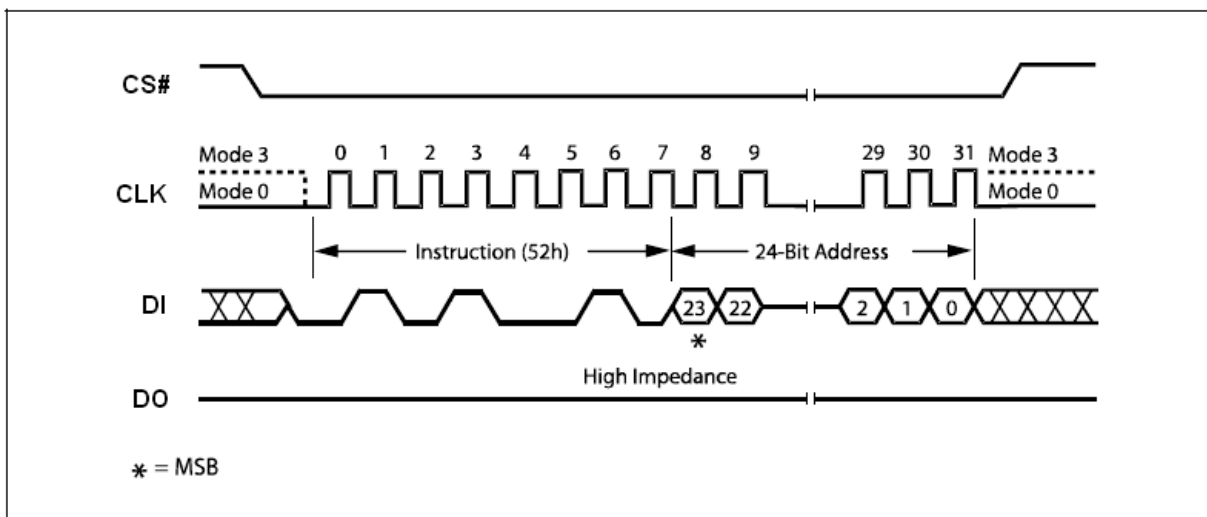 CS#
Mode 3 0 1 2 3 4 5 6 7 8 9 29 30 31 Mode 3
CLK Mode 0 Mode 0
Instruction (52h) 24-Bit Address
DI 23 22 2 1 0
*
High Impedance
DO
* = MSB